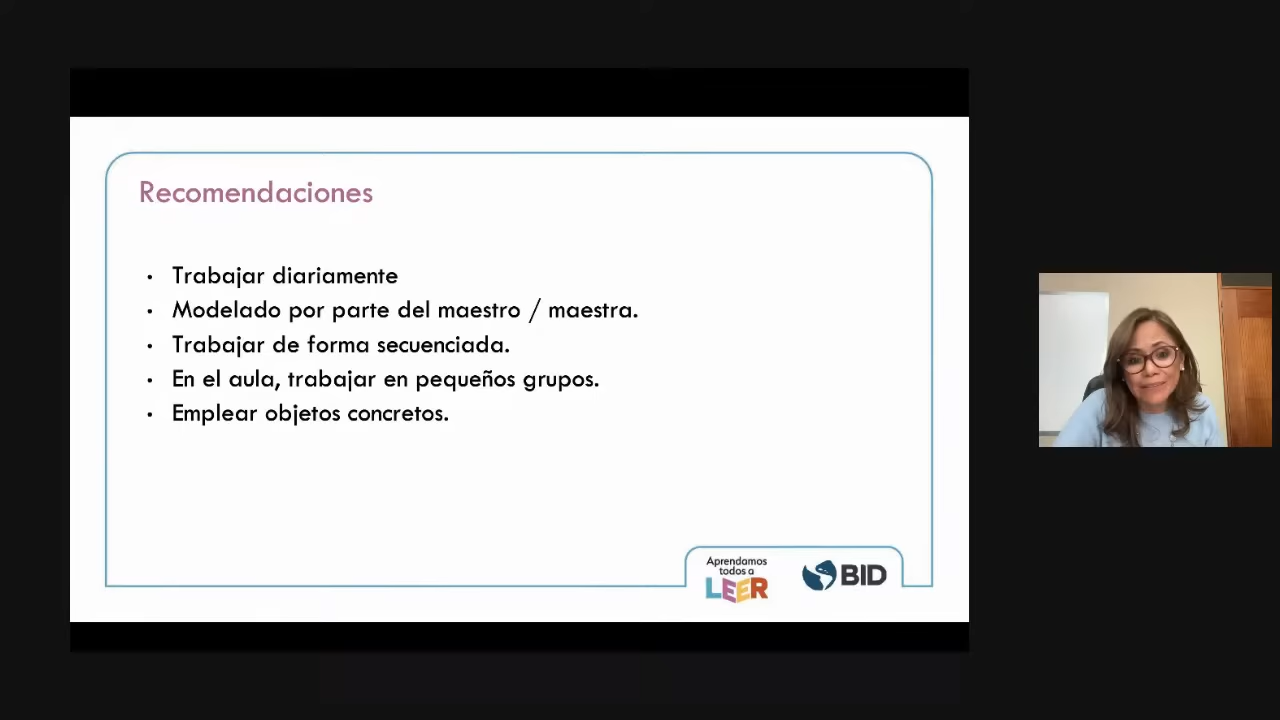 Recomendaciones
• Trabajar diariamente
• Modelado por parte del maestro / maestra.
• Trabajar de forma secuenciada.
• En el aula, trabajar en pequeños grupos.
• Emplear objetos concretos.
Aprendamos
todos a
LEER
BID